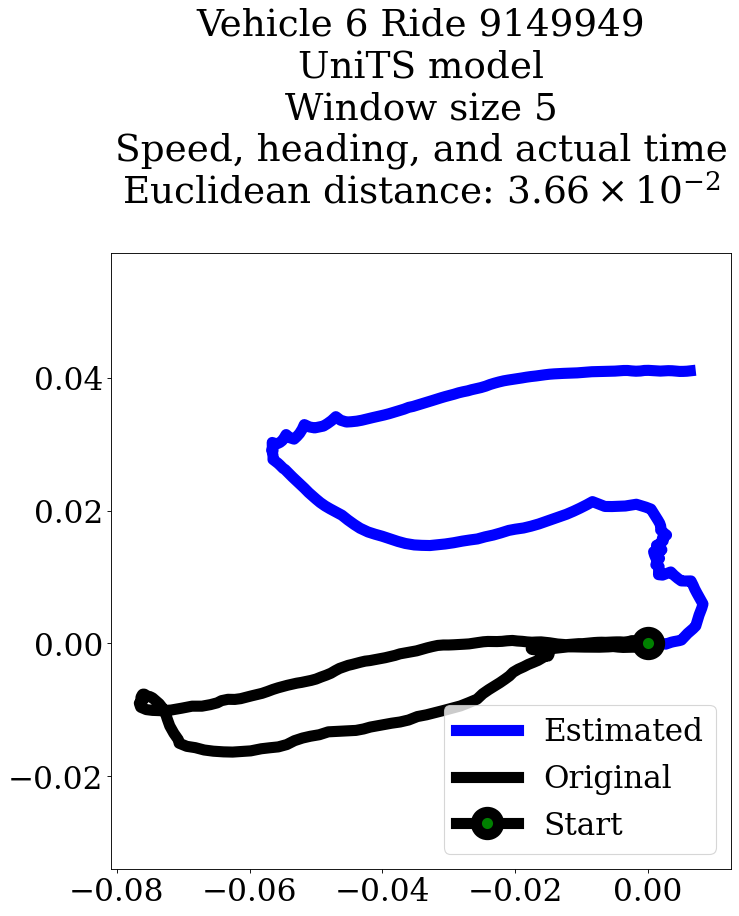 Vehicle 6 Ride 9149949
UniTS model
Window size 5
Speed, heading, and actual time
Euclidean distance: $3.66 \times 10^{-2}$
0.04
0.02
0.00
−0.02
−0.08 −0.06 −0.04 −0.02 0.00
Estimated
Original
Start